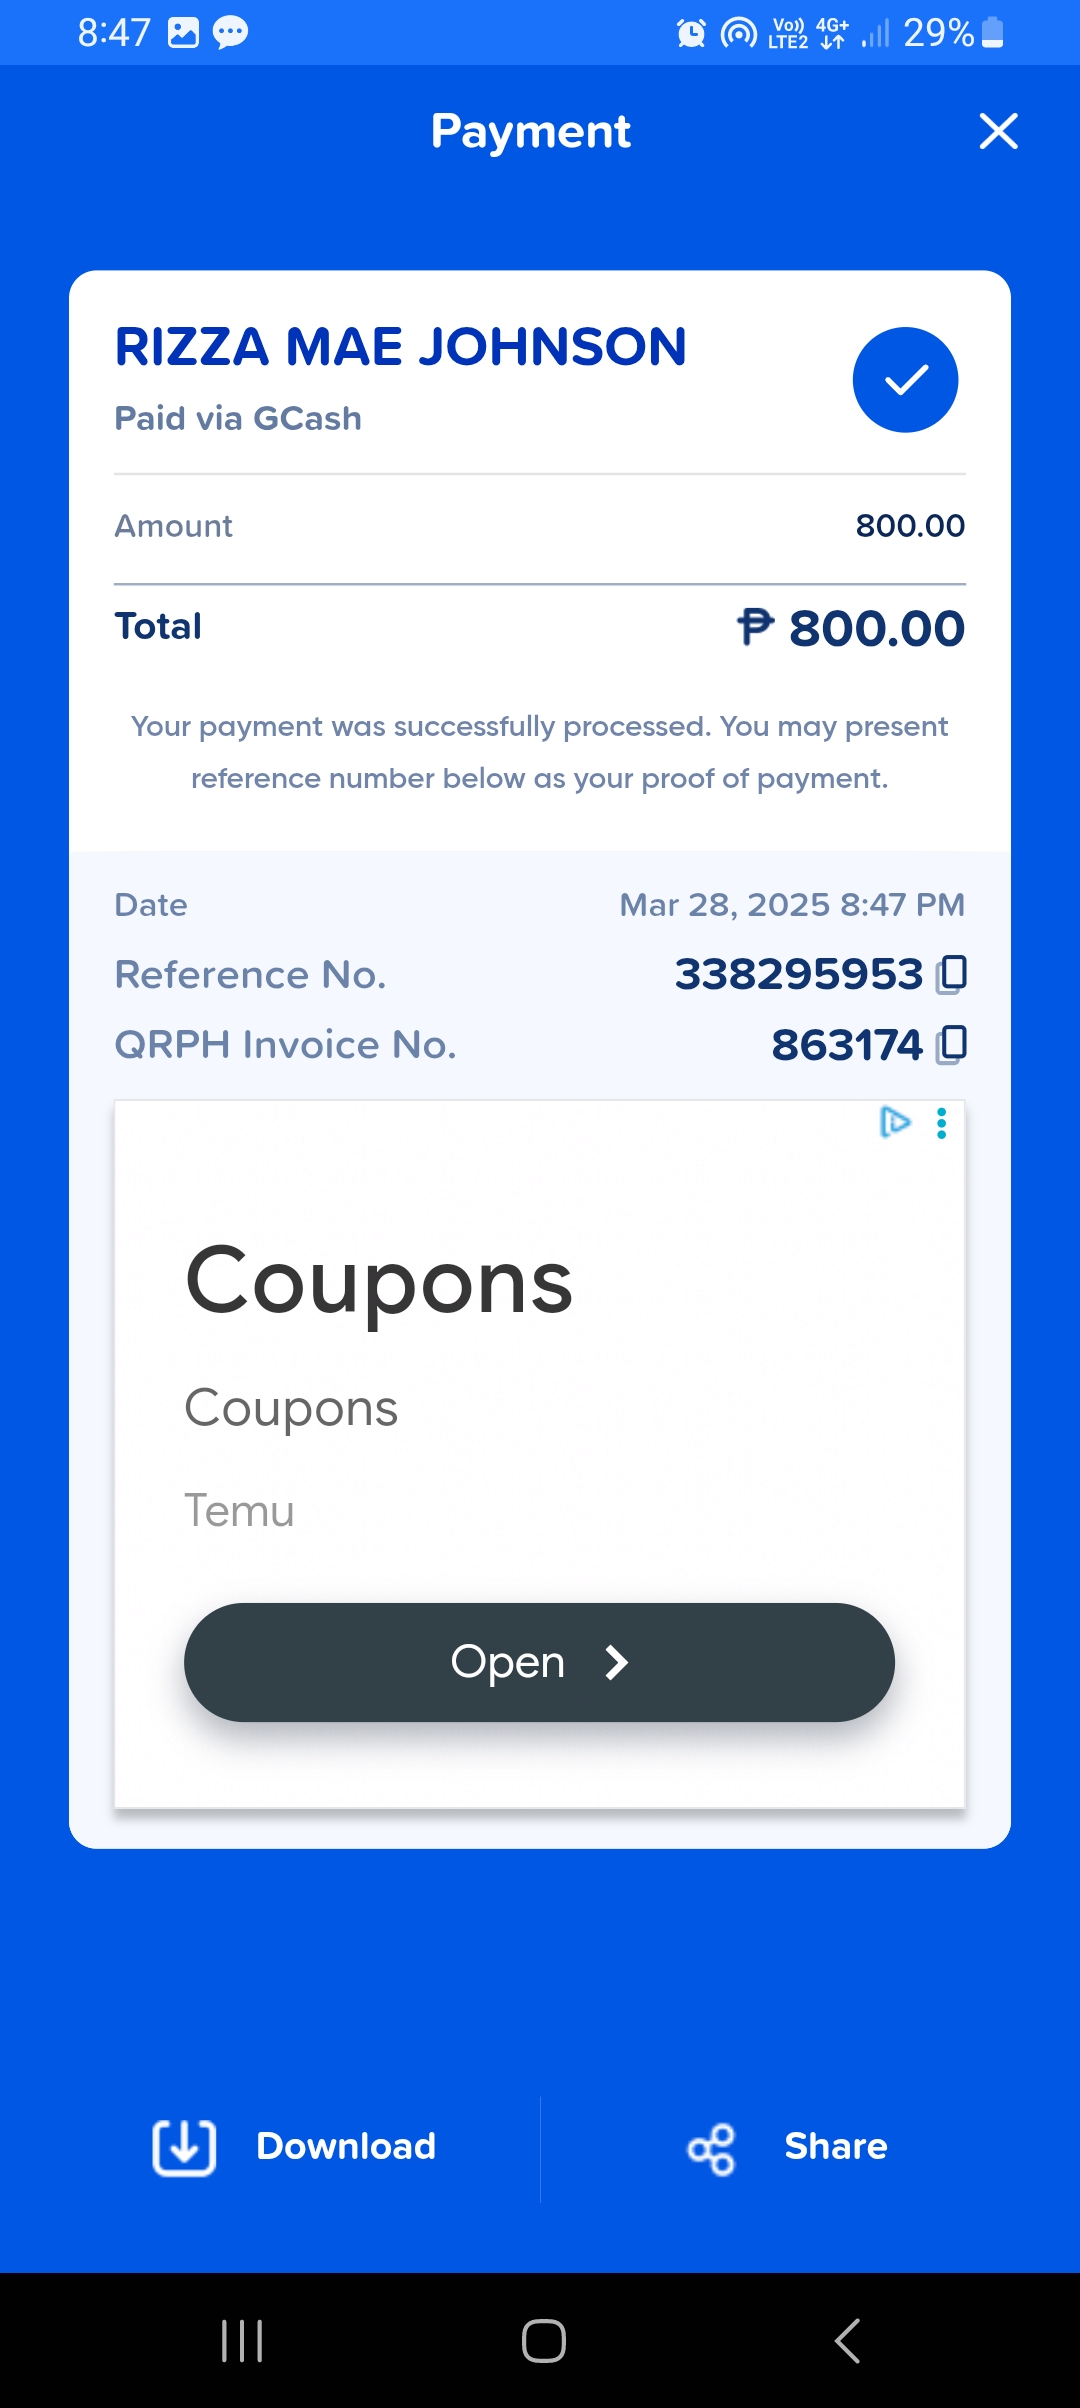 8:47 Vo)) LTE2 4G+ 29%
Payment
RIZZA MAE JOHNSON
Paid via GCash
Amount 800.00
Total ₱ 800.00
Your payment was successfully processed. You may present
reference number below as your proof of payment.
Date Mar 28, 2025 8:47 PM
Reference No. 338295953
QRPH Invoice No. 863174
Coupons
Coupons
Temu
Open
Download Share